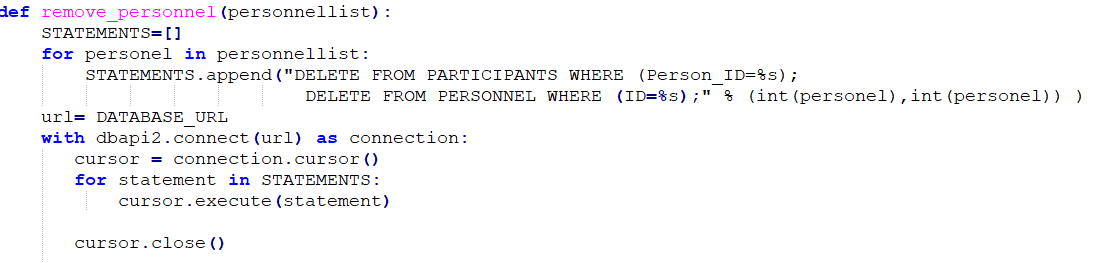 def remove_personnel(personnellist):
    STATEMENTS=[]
    for personel in personnellist:
        STATEMENTS.append("DELETE FROM PARTICIPANTS WHERE (Person_ID=%s);
                            DELETE FROM PERSONNEL WHERE (ID=%s);" % (int(personel),int(personel)) )
    url= DATABASE_URL
    with dbapi2.connect(url) as connection:
       cursor = connection.cursor()
       for statement in STATEMENTS:
           cursor.execute(statement)
       cursor.close()